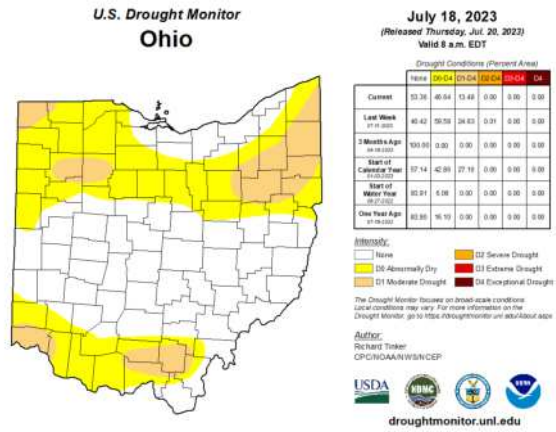 U.S. Drought Monitor
Ohio
July 18, 2023
(Released Thursday, Jul. 20, 2023)
Valid 8 a.m. EDT
Drought Conditions (Percent Area)
None D0-D4 D1-D4 D2-D4 D3-D4 D4
Current 53.36 46.64 13.48 0.00 0.00 0.00
Last Week 40.42 59.58 24.63 0.01 0.00 0.00
07-11-2023
3 Months Ago 100.00 0.00 0.00 0.00 0.00 0.00
Start of
Calendar Year 57.14 42.86 27.19 0.00 0.00 0.00
Start of
Water Year 0.00 0.00 0.00 0.00
One Year Ago 16.10 0.00 0.00 0.00 0.00
Intensity:
None
D0 Abnormally Dry
D1 Moderate Drought
D2 Severe Drought
D3 Extreme Drought
D4 Exceptional Drought
The Drought Monitor focuses on broad-scale conditions.
Local conditions may vary. For more information on the
Drought Monitor, go to https://droughtmonitor.unl.edu/About.aspx
Author:
Richard Tinker
CPC/NOAA/NWS/NCEP
USDA
NDMC
droughtmonitor.unl.edu